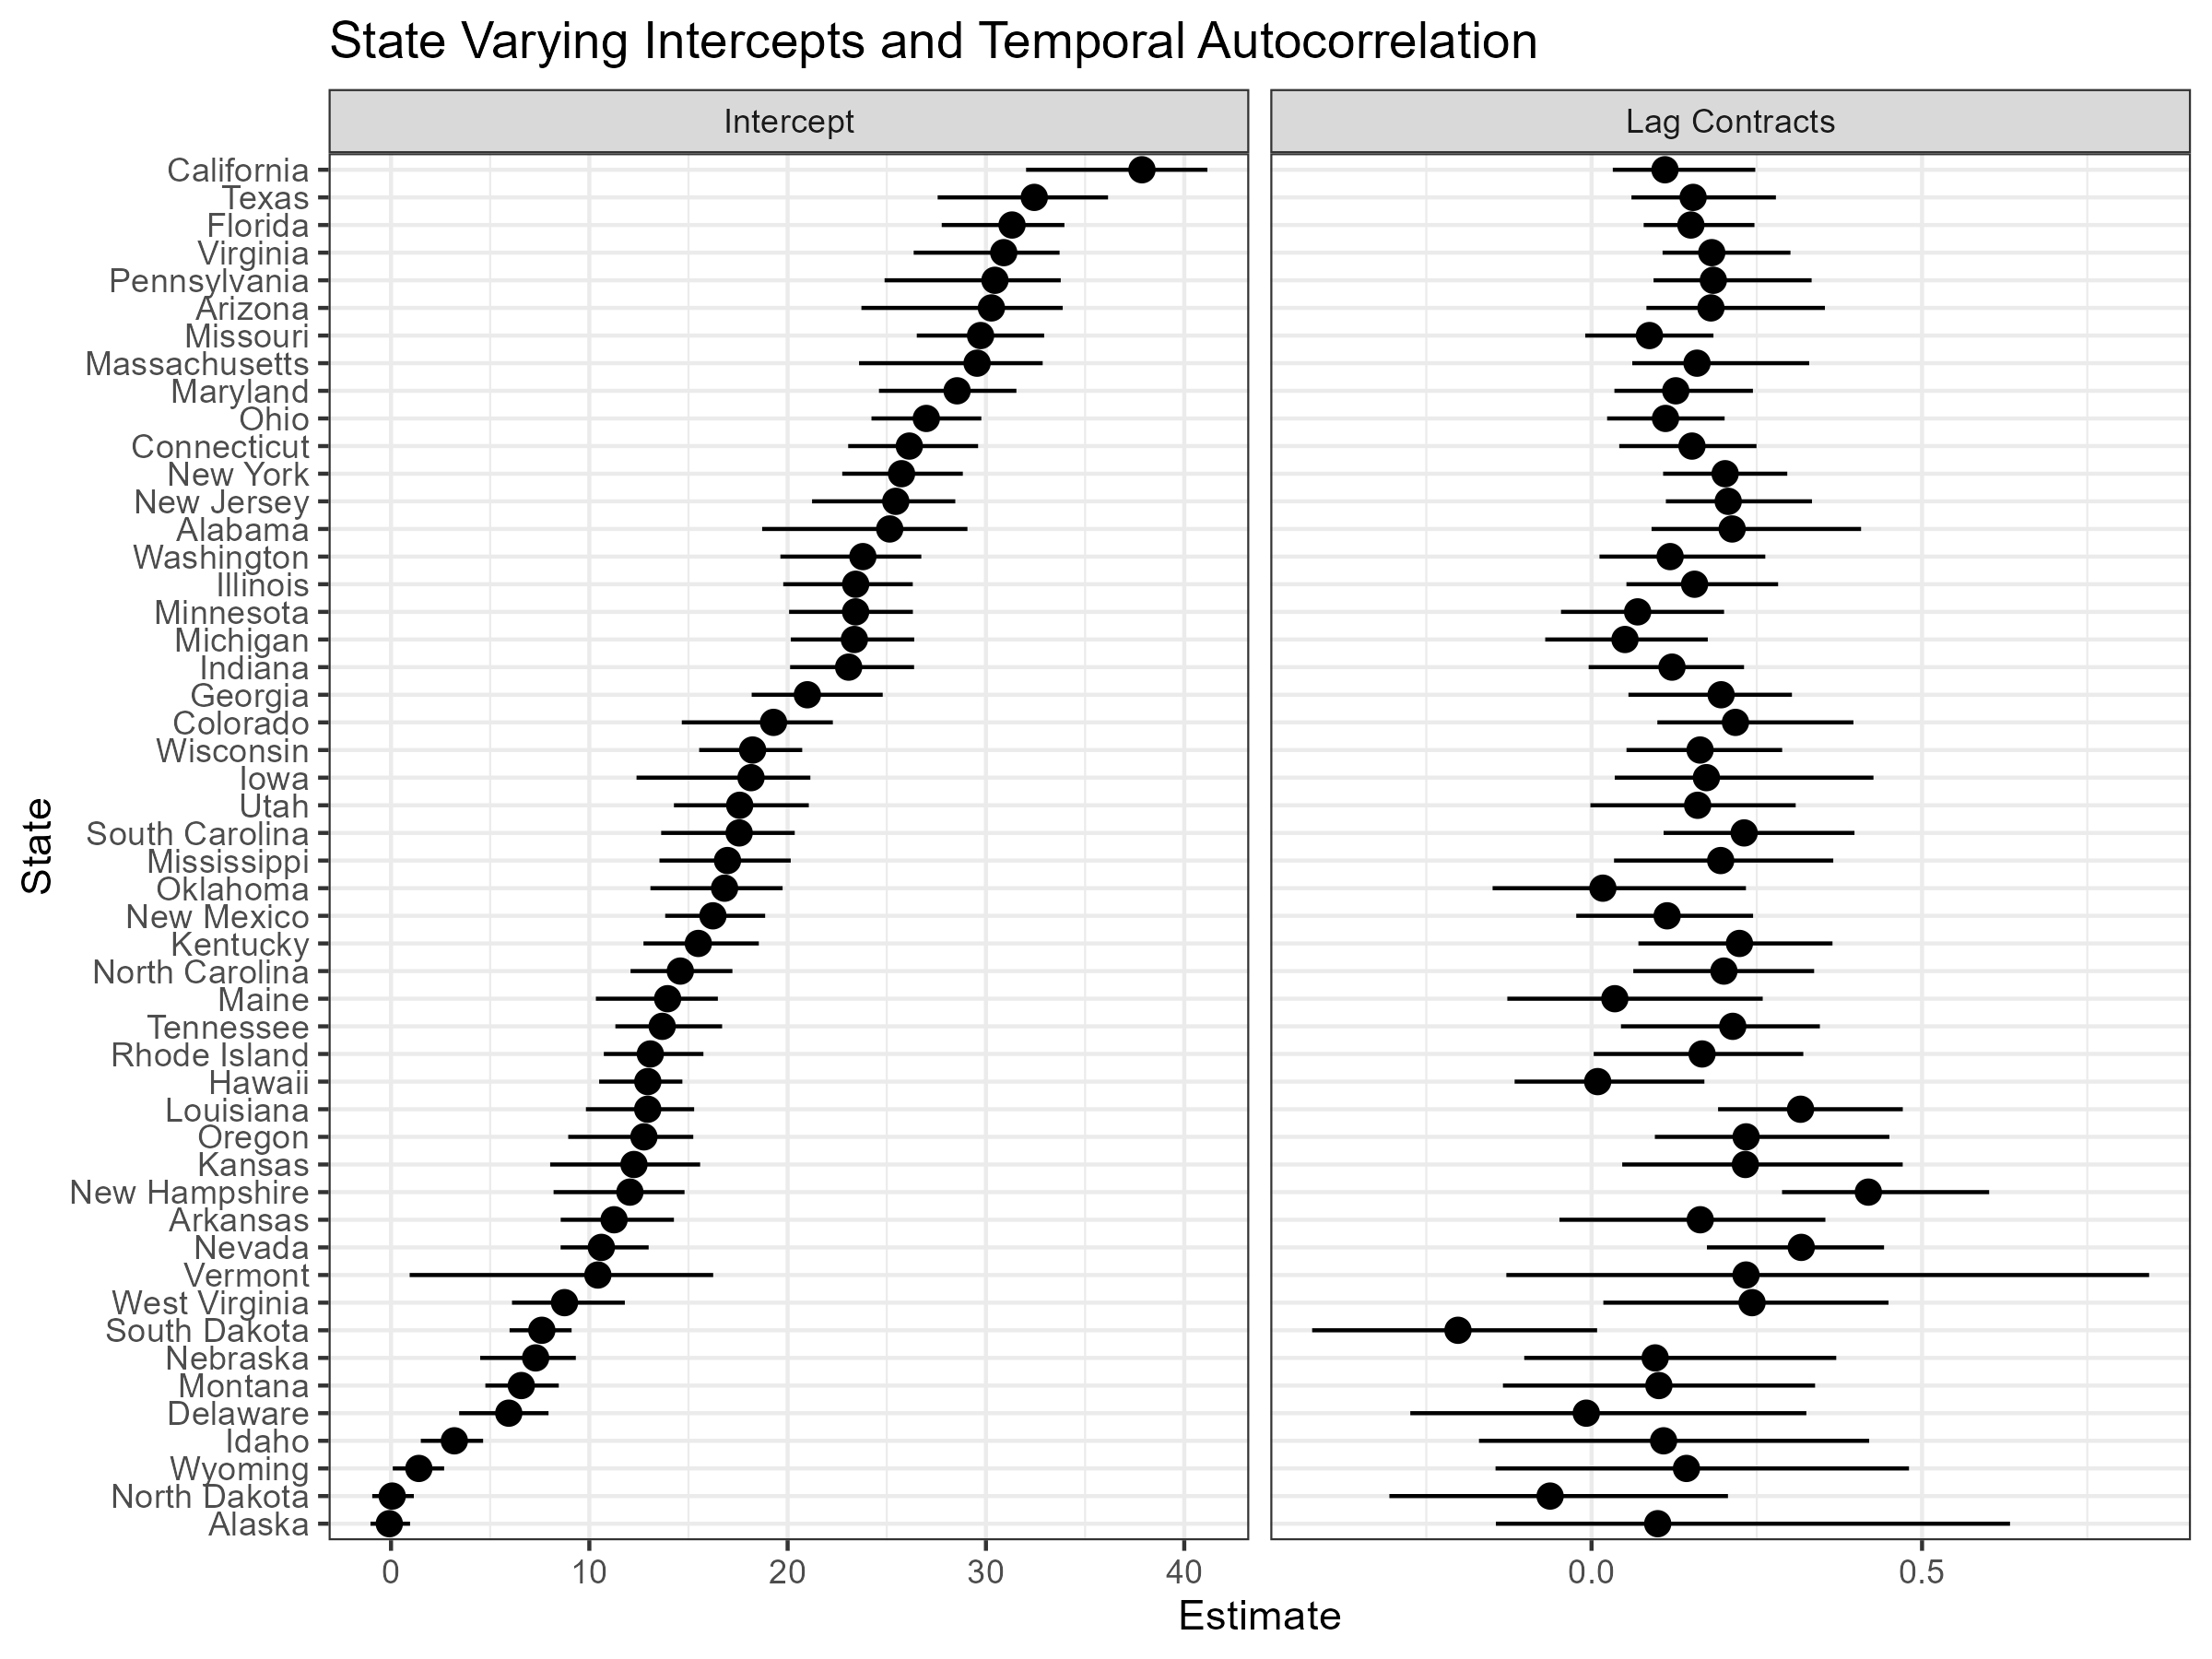 State Varying Intercepts and Temporal Autocorrelation
Intercept
Lag Contracts
State
California
Texas
Florida
Virginia
Pennsylvania
Arizona
Missouri
Massachusetts
Maryland
Ohio
Connecticut
New York
New Jersey
Alabama
Washington
Illinois
Minnesota
Michigan
Indiana
Georgia
Colorado
Wisconsin
Iowa
Utah
South Carolina
Mississippi
Oklahoma
New Mexico
Kentucky
North Carolina
Maine
Tennessee
Rhode Island
Hawaii
Louisiana
Oregon
Kansas
New Hampshire
Arkansas
Nevada
Vermont
West Virginia
South Dakota
Nebraska
Montana
Delaware
Idaho
Wyoming
North Dakota
Alaska
0 10 20 30 40
0.0 0.5
Estimate